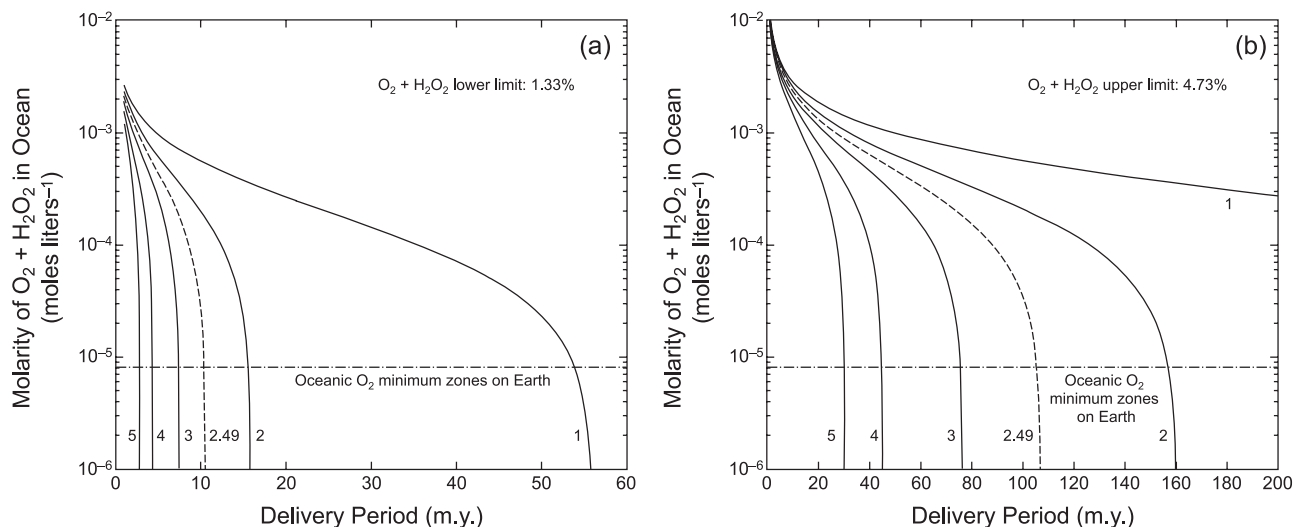 (a)
O₂ + H₂O₂ lower limit: 1.33%
Molarity of O₂ + H₂O₂ in Ocean
(moles liters⁻¹)
10⁻²
10⁻³
10⁻⁴
10⁻⁵
10⁻⁶
Oceanic O₂ minimum zones on Earth
5 4 3 2.49 2 1
0 10 20 30 40 50 60
Delivery Period (m.y.)
(b)
O₂ + H₂O₂ upper limit: 4.73%
Molarity of O₂ + H₂O₂ in Ocean
(moles liters⁻¹)
10⁻²
10⁻³
10⁻⁴
10⁻⁵
10⁻⁶
1
Oceanic O₂
minimum zones
on Earth
5 4 3 2.49 2
0 20 40 60 80 100 120 140 160 180 200
Delivery Period (m.y.)